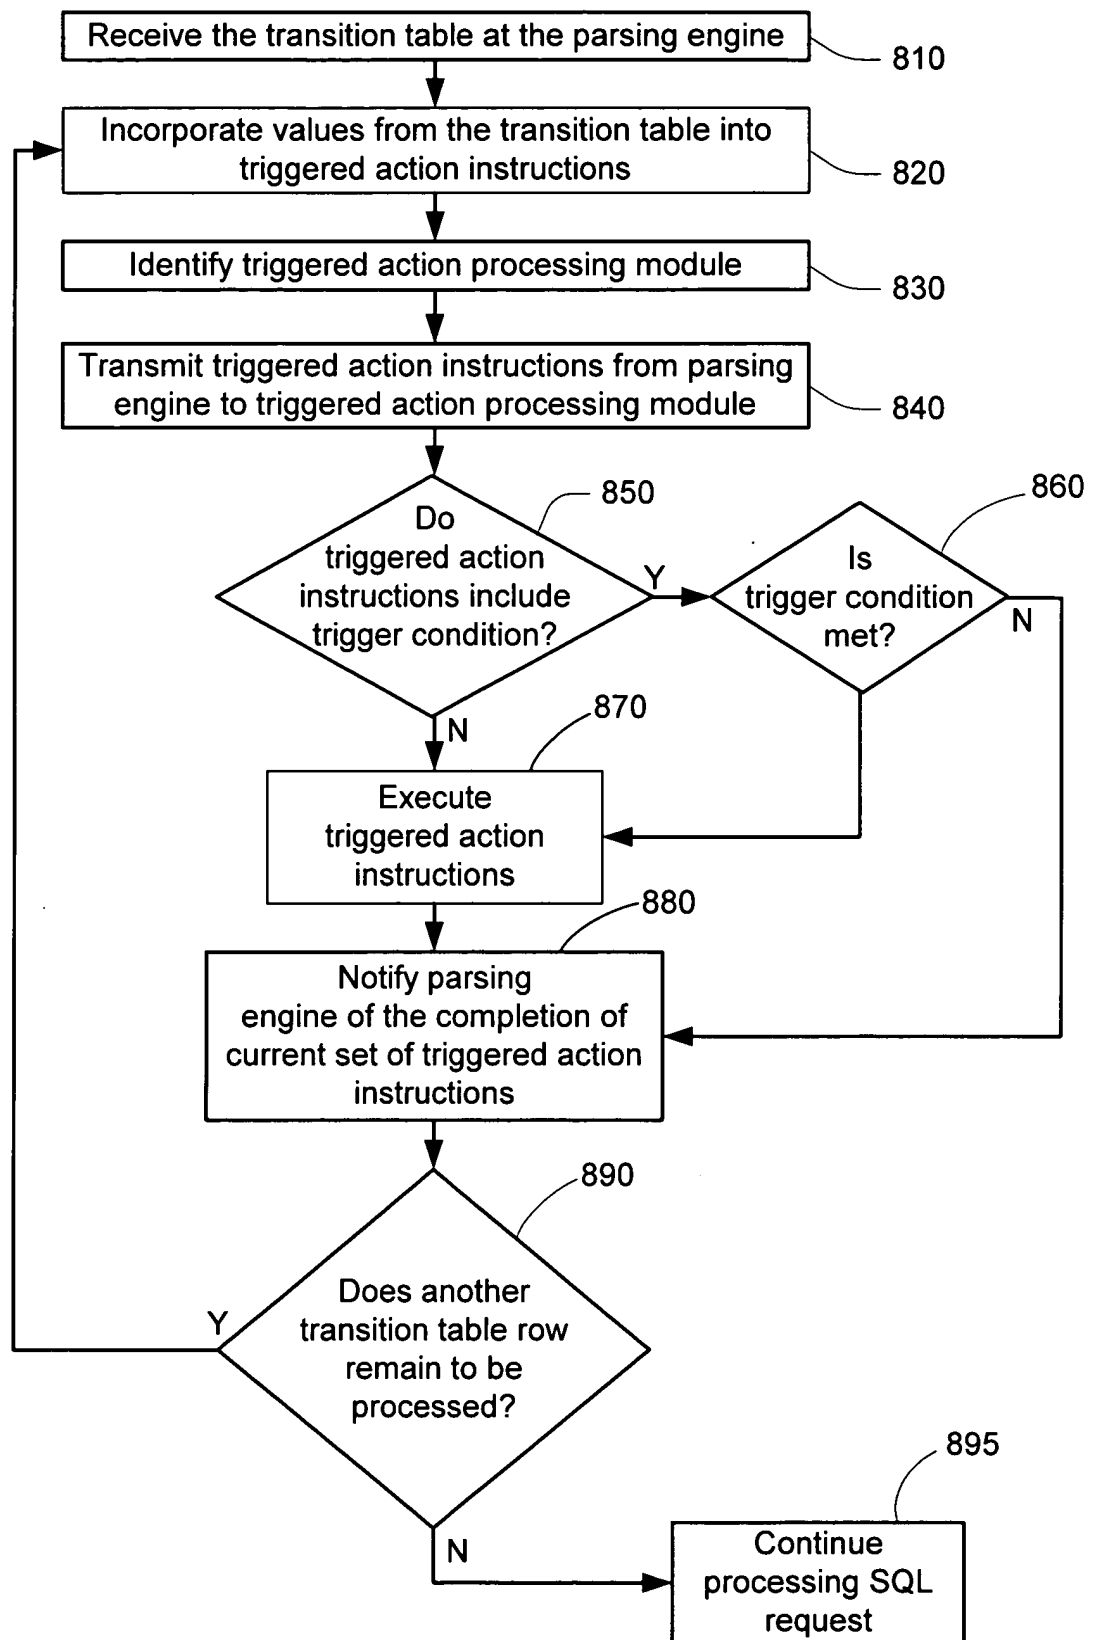 Receive the transition table at the parsing engine
810
Incorporate values from the transition table into
triggered action instructions
820
Identify triggered action processing module
830
Transmit triggered action instructions from parsing
engine to triggered action processing module
840
850
Do
triggered action
instructions include
trigger condition?
Y
860
Is
trigger condition
met?
N
N
870
Execute
triggered action
instructions
880
Notify parsing
engine of the completion of
current set of triggered action
instructions
890
Does another
transition table row
remain to be
processed?
Y
N
895
Continue
processing SQL
request